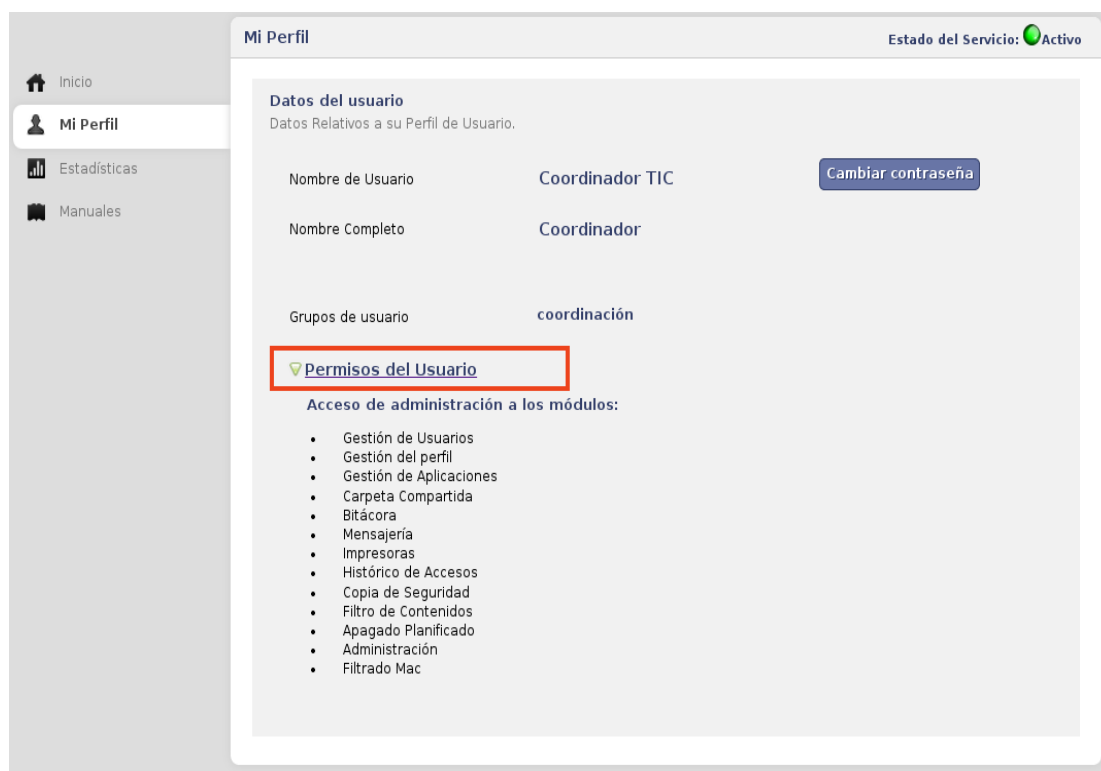 Mi Perfil
Estado del Servicio: Activo
Inicio
Mi Perfil
Estadísticas
Manuales
Datos del usuario
Datos Relativos a su Perfil de Usuario.
Nombre de Usuario Coordinador TIC Cambiar contraseña
Nombre Completo Coordinador
Grupos de usuario coordinación
Permisos del Usuario
Acceso de administración a los módulos:
• Gestión de Usuarios
• Gestión del perfil
• Gestión de Aplicaciones
• Carpeta Compartida
• Bitácora
• Mensajería
• Impresoras
• Histórico de Accesos
• Copia de Seguridad
• Filtro de Contenidos
• Apagado Planificado
• Administración
• Filtrado Mac